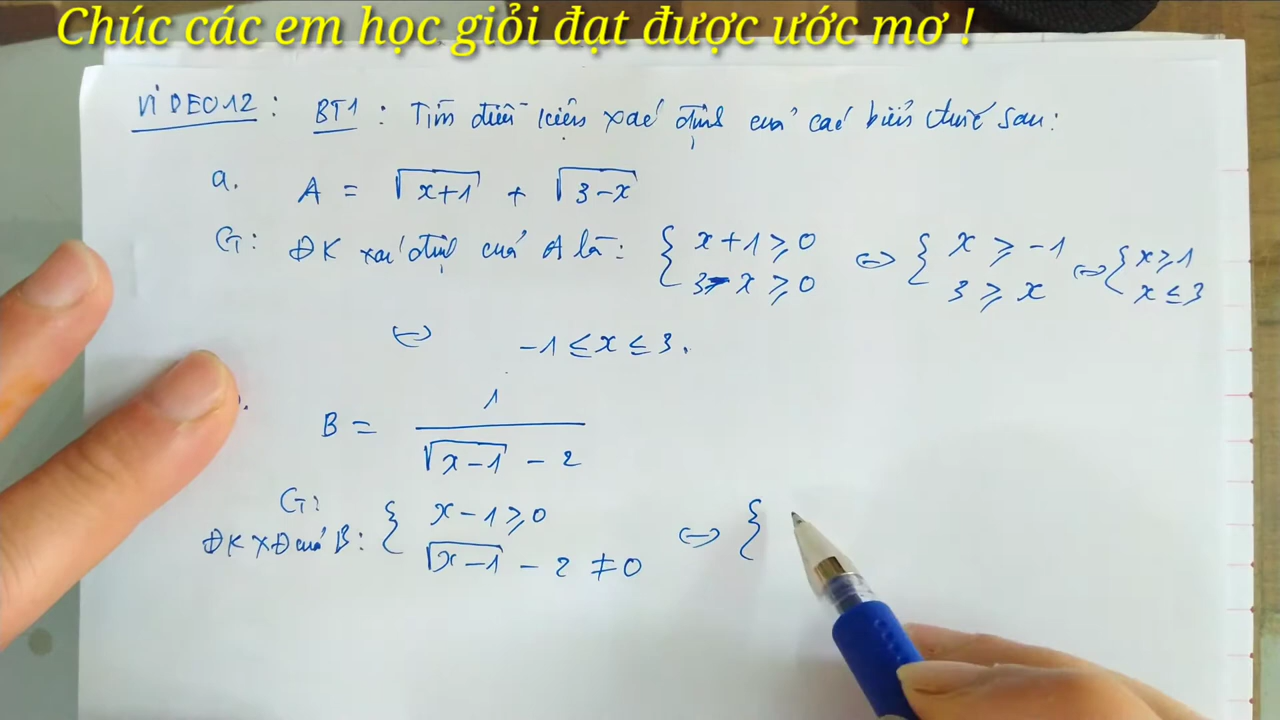 Chúc các em học giỏi đạt được ước mơ !
VIDEO12 : BT1 : Tìm điều kiện xác định của các biểu thức sau:
a. A = √(x+1) + √(3-x)
G: ĐK xác định của A là: { x+1 ≥ 0 ; 3-x ≥ 0 ⇔ { x ≥ -1 ; 3 ≥ x ⇔ { x ≥ 1 ; x ≤ 3
⇔ -1 ≤ x ≤ 3.
B = 1 / (√(x-1) - 2)
G:
ĐKXĐ của B: { x-1 ≥ 0 ; √(x-1) - 2 ≠ 0 ⇔ {